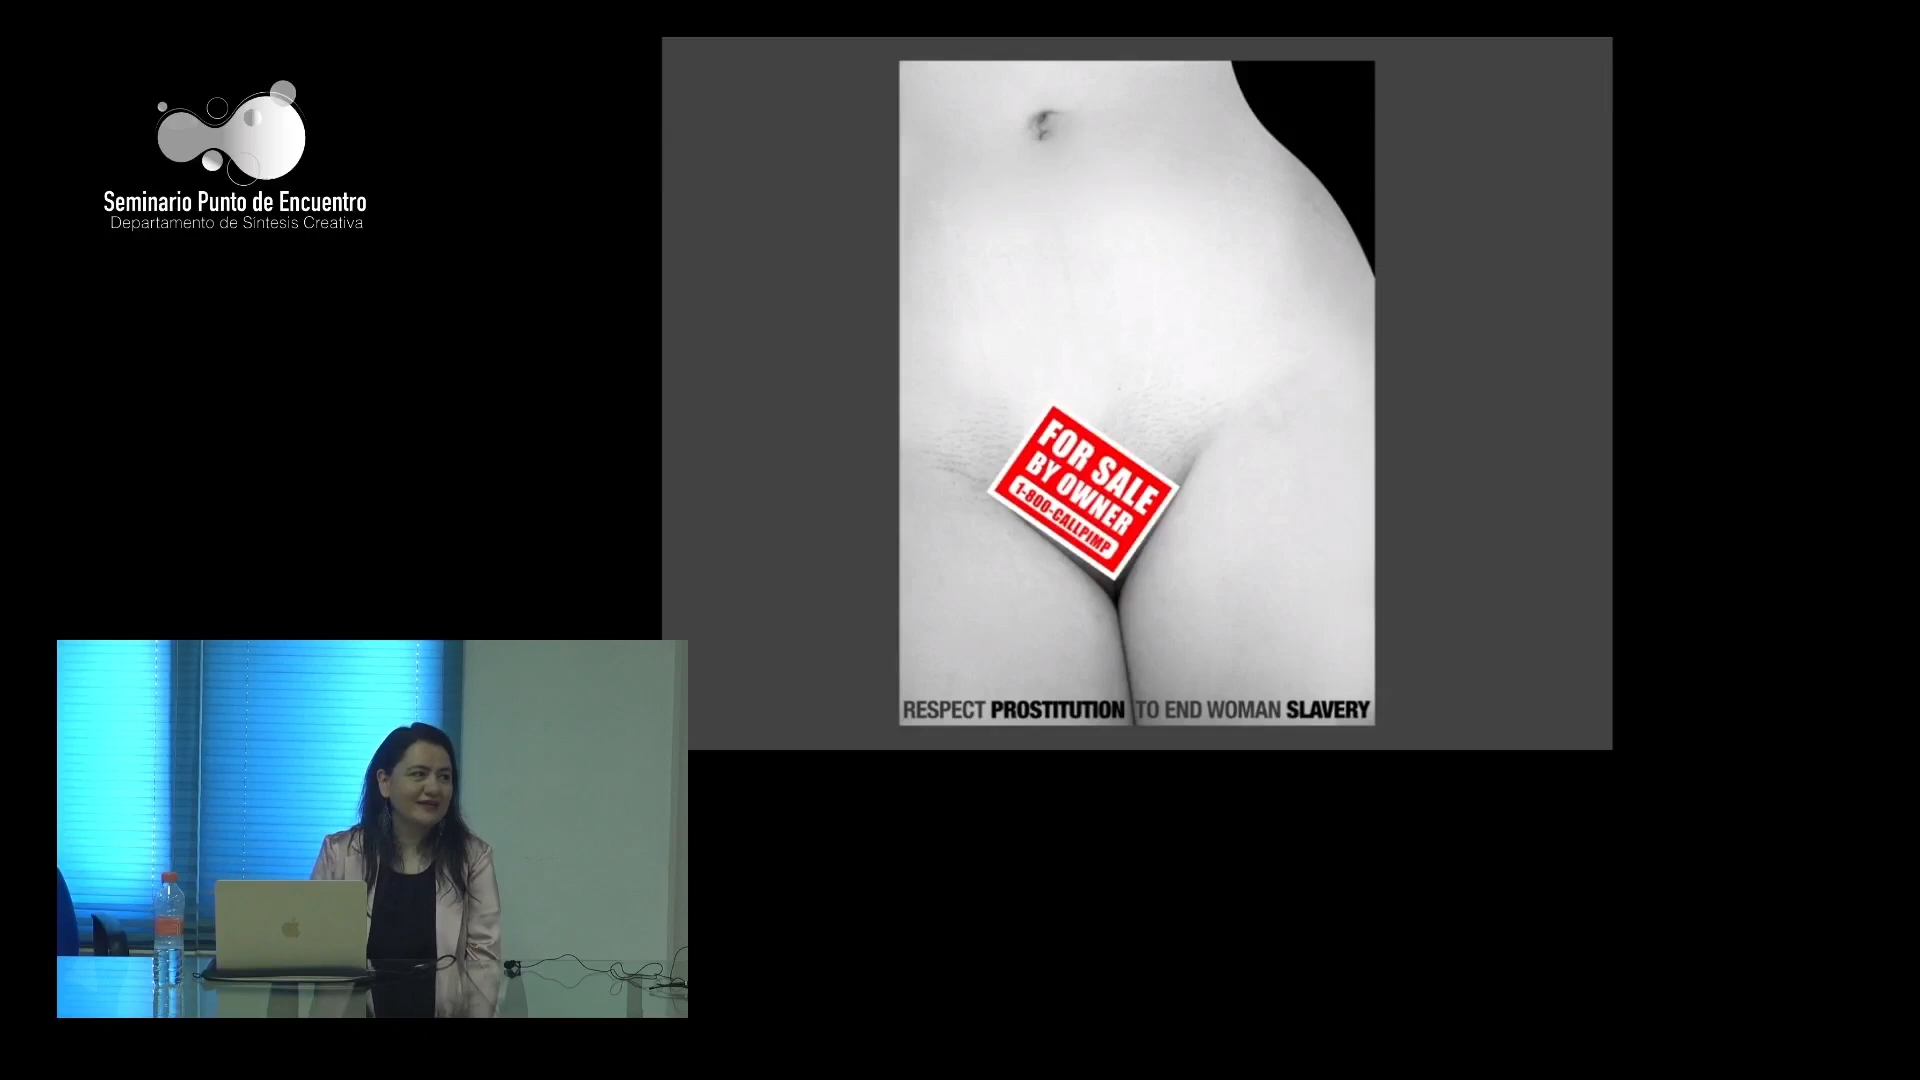 Seminario Punto de Encuentro
Departamento de Síntesis Creativa
FOR SALE
BY OWNER
1-800-CALLPIMP
RESPECT PROSTITUTION TO END WOMAN SLAVERY